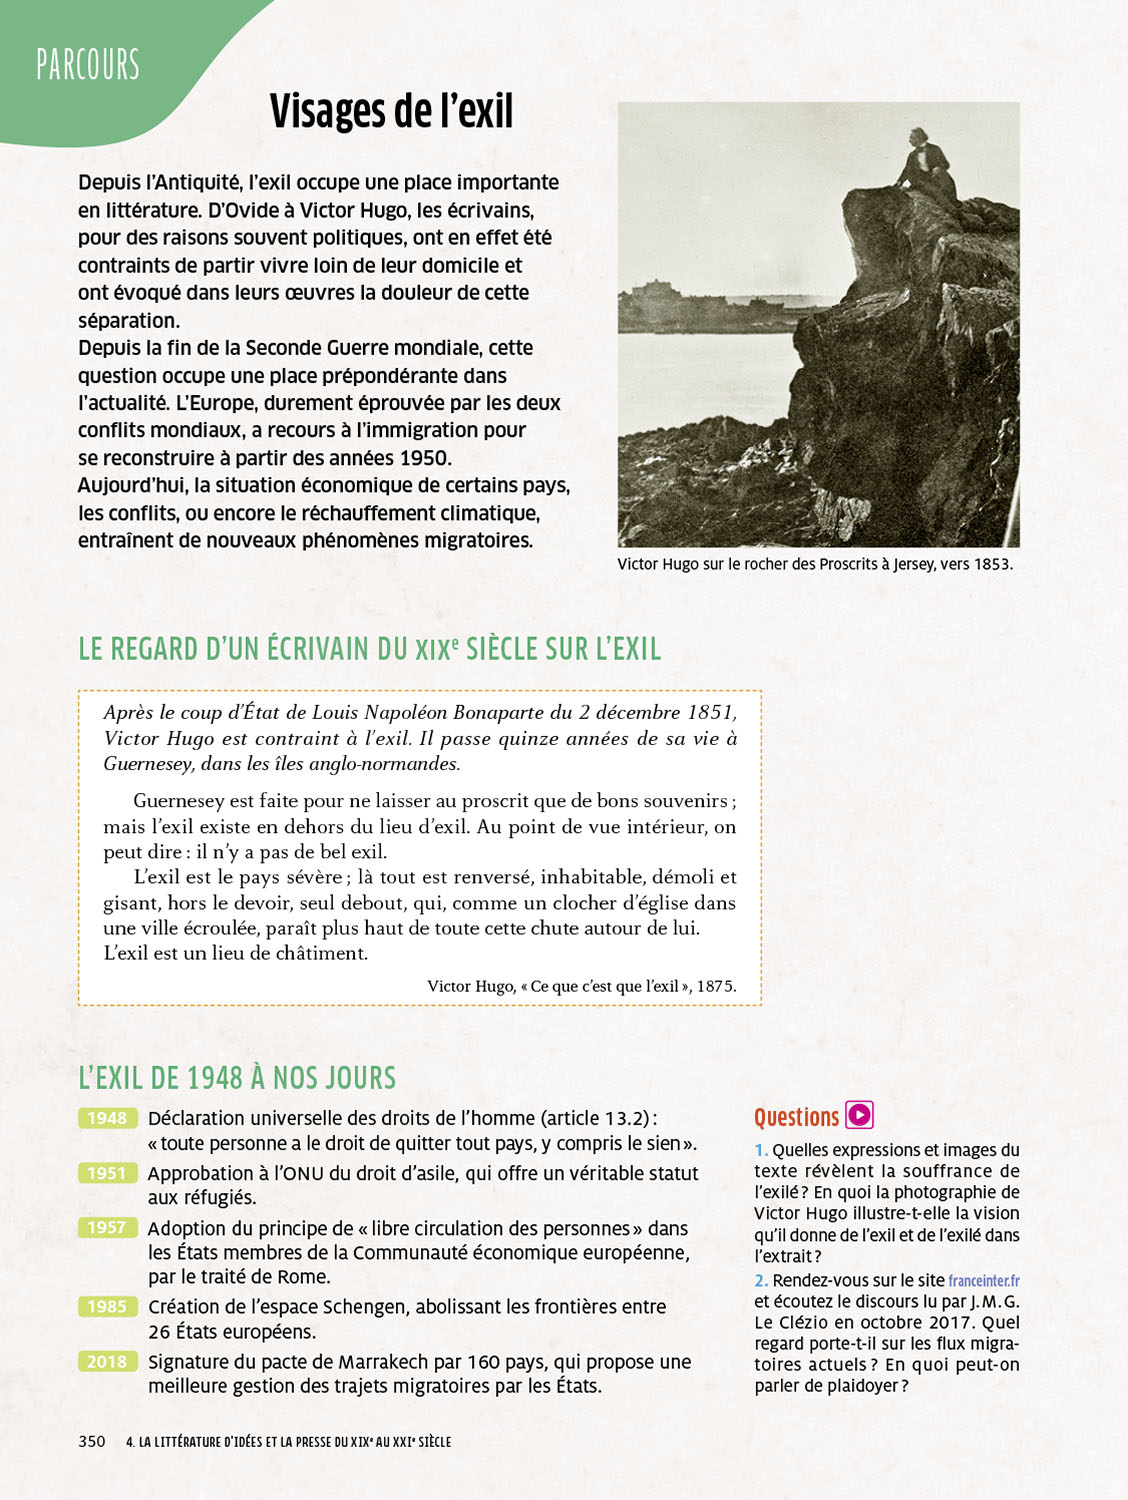 PARCOURS
Visages de l'exil
Depuis l'Antiquité, l'exil occupe une place importante
en littérature. D'Ovide à Victor Hugo, les écrivains,
pour des raisons souvent politiques, ont en effet été
contraints de partir vivre loin de leur domicile et
ont évoqué dans leurs œuvres la douleur de cette
séparation.
Depuis la fin de la Seconde Guerre mondiale, cette
question occupe une place prépondérante dans
l'actualité. L'Europe, durement éprouvée par les deux
conflits mondiaux, a recours à l'immigration pour
se reconstruire à partir des années 1950.
Aujourd'hui, la situation économique de certains pays,
les conflits, ou encore le réchauffement climatique,
entraînent de nouveaux phénomènes migratoires.
Victor Hugo sur le rocher des Proscrits à Jersey, vers 1853.
LE REGARD D'UN ÉCRIVAIN DU XIXe SIÈCLE SUR L'EXIL
Après le coup d'État de Louis Napoléon Bonaparte du 2 décembre 1851,
Victor Hugo est contraint à l'exil. Il passe quinze années de sa vie à
Guernesey, dans les îles anglo-normandes.
Guernesey est faite pour ne laisser au proscrit que de bons souvenirs ;
mais l'exil existe en dehors du lieu d'exil. Au point de vue intérieur, on
peut dire : il n'y a pas de bel exil.
L'exil est le pays sévère ; là tout est renversé, inhabitable, démoli et
gisant, hors le devoir, seul debout, qui, comme un clocher d'église dans
une ville écroulée, paraît plus haut de toute cette chute autour de lui.
L'exil est un lieu de châtiment.
Victor Hugo, « Ce que c'est que l'exil », 1875.
L'EXIL DE 1948 À NOS JOURS
1948 Déclaration universelle des droits de l'homme (article 13.2) :
« toute personne a le droit de quitter tout pays, y compris le sien ».
1951 Approbation à l'ONU du droit d'asile, qui offre un véritable statut
aux réfugiés.
1957 Adoption du principe de « libre circulation des personnes » dans
les États membres de la Communauté économique européenne,
par le traité de Rome.
1985 Création de l'espace Schengen, abolissant les frontières entre
26 États européens.
2018 Signature du pacte de Marrakech par 160 pays, qui propose une
meilleure gestion des trajets migratoires par les États.
Questions
1. Quelles expressions et images du
texte révèlent la souffrance de
l'exilé ? En quoi la photographie de
Victor Hugo illustre-t-elle la vision
qu'il donne de l'exil et de l'exilé dans
l'extrait ?
2. Rendez-vous sur le site franceinter.fr
et écoutez le discours lu par J. M. G.
Le Clézio en octobre 2017. Quel
regard porte-t-il sur les flux migra-
toires actuels ? En quoi peut-on
parler de plaidoyer ?
350 4. LA LITTÉRATURE D'IDÉES ET LA PRESSE DU XIXe AU XXIe SIÈCLE